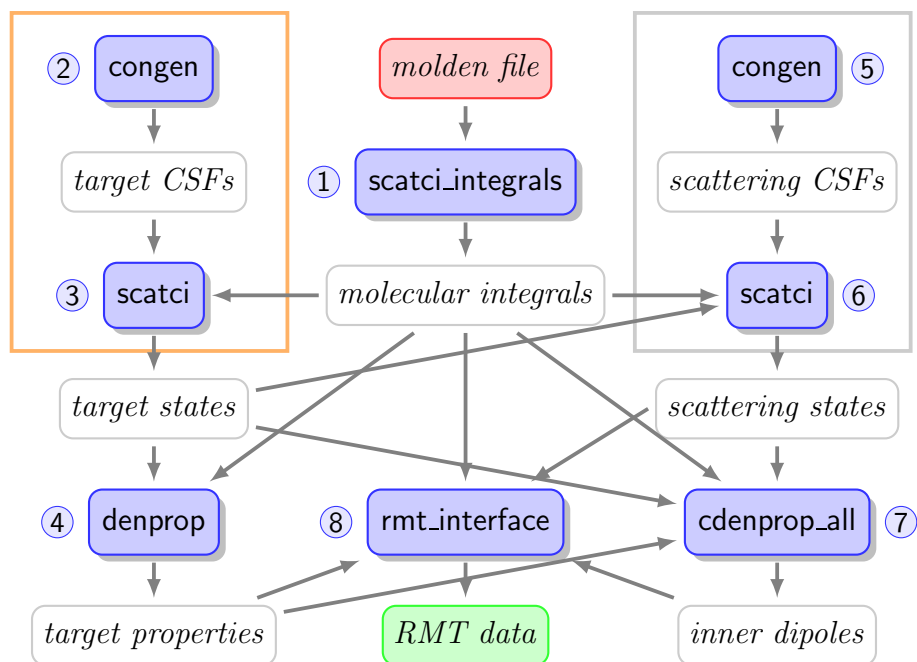 ② congen
molden file
congen ⑤
target CSFs
① scatci_integrals
scattering CSFs
③ scatci
molecular integrals
scatci ⑥
target states
scattering states
④ denprop
⑧ rmt_interface
cdenprop_all ⑦
target properties
RMT data
inner dipoles